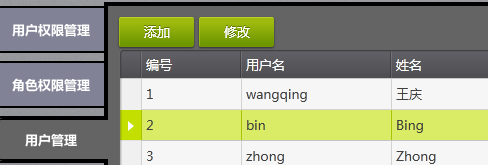 用户权限管理
角色权限管理
用户管理
添加 修改
编号 用户名 姓名
1 wangqing 王庆
2 bin Bing
3 zhong Zhong